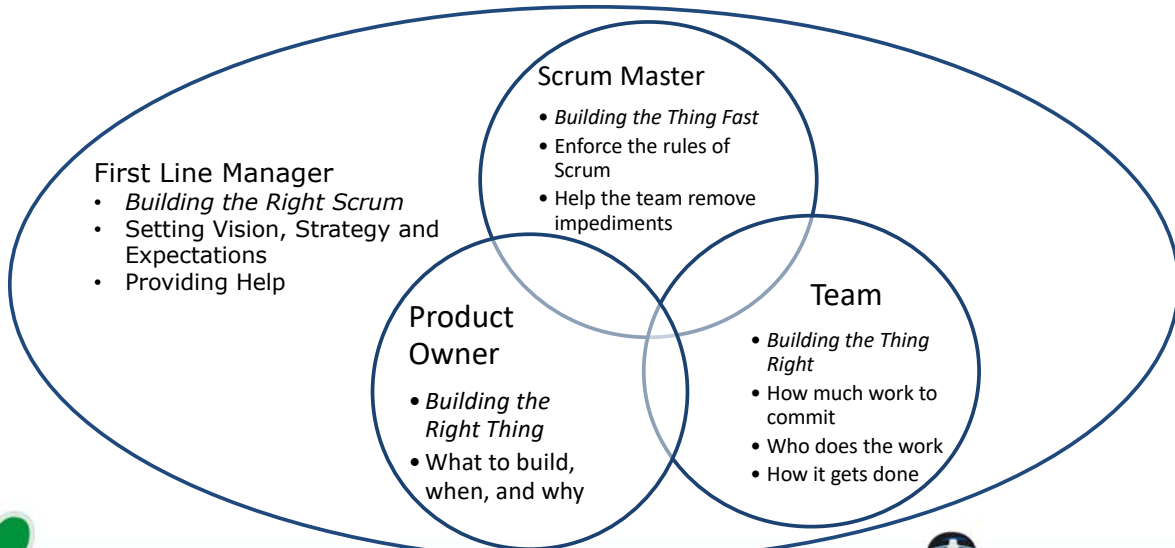 Scrum Master
• Building the Thing Fast
• Enforce the rules of
Scrum
• Help the team remove
impediments
First Line Manager
• Building the Right Scrum
• Setting Vision, Strategy and
Expectations
• Providing Help
Product
Owner
• Building the
Right Thing
• What to build,
when, and why
Team
• Building the Thing
Right
• How much work to
commit
• Who does the work
• How it gets done